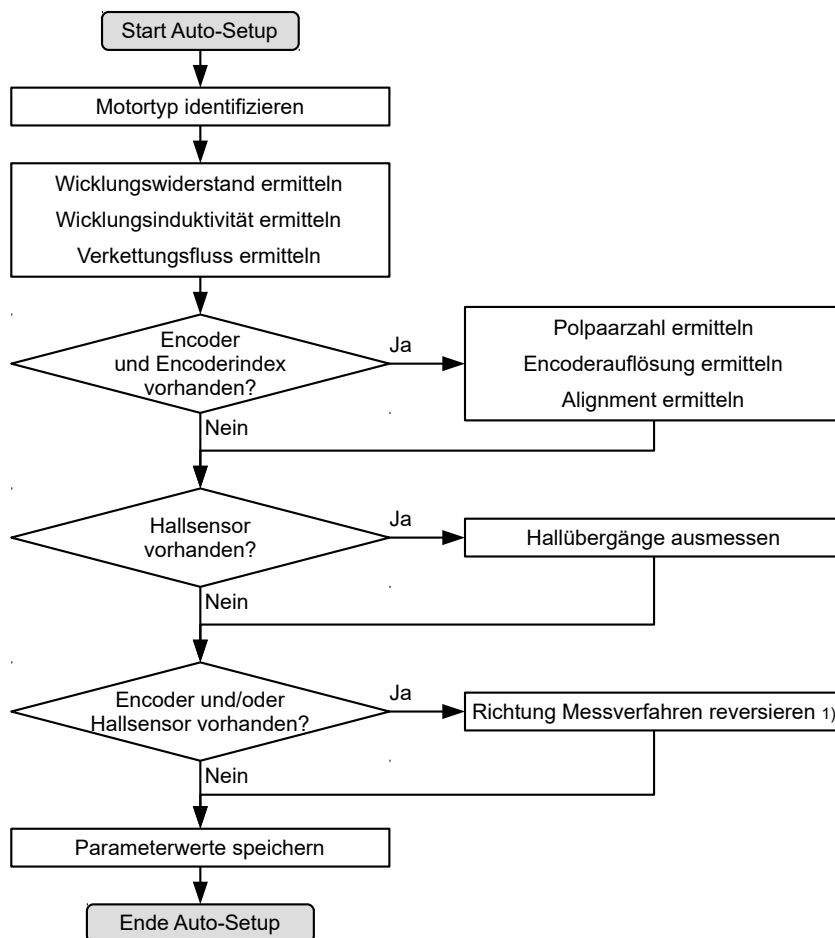 Start Auto-Setup
Motortyp identifizieren
Wicklungswiderstand ermitteln
Wicklungsinduktivität ermitteln
Verkettungsfluss ermitteln
Encoder
und Encoderindex
vorhanden?
Ja
Polpaarzahl ermitteln
Encoderauflösung ermitteln
Alignment ermitteln
Nein
Hallsensor
vorhanden?
Ja
Hallübergänge ausmessen
Nein
Encoder und/oder
Hallsensor vorhanden?
Ja
Richtung Messverfahren reversieren 1)
Nein
Parameterwerte speichern
Ende Auto-Setup